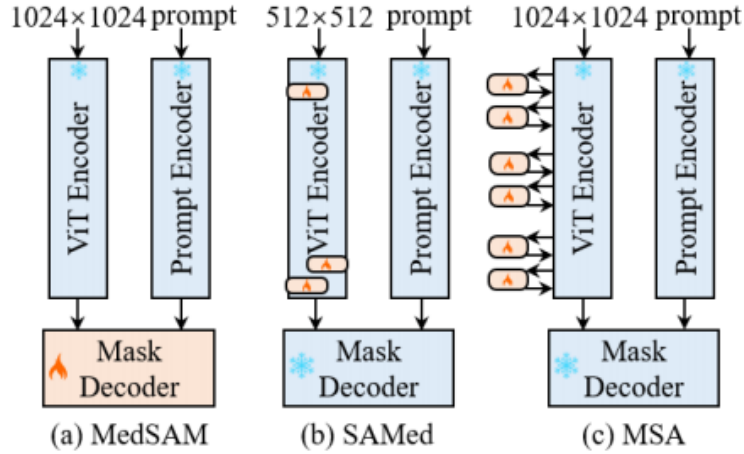 1024×1024 prompt
ViT Encoder
Prompt Encoder
Mask
Decoder
(a) MedSAM
512×512 prompt
ViT Encoder
Prompt Encoder
Mask
Decoder
(b) SAMed
1024×1024 prompt
ViT Encoder
Prompt Encoder
Mask
Decoder
(c) MSA